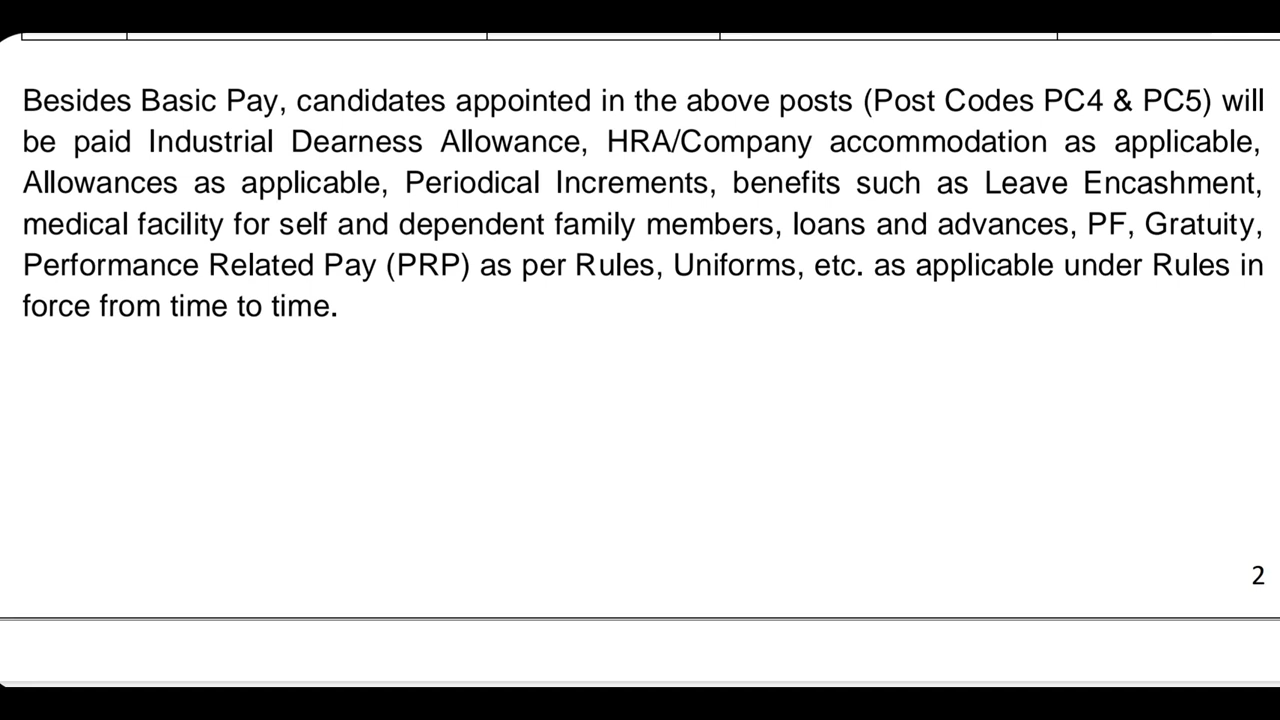 Besides Basic Pay, candidates appointed in the above posts (Post Codes PC4 & PC5) will
be paid Industrial Dearness Allowance, HRA/Company accommodation as applicable,
Allowances as applicable, Periodical Increments, benefits such as Leave Encashment,
medical facility for self and dependent family members, loans and advances, PF, Gratuity,
Performance Related Pay (PRP) as per Rules, Uniforms, etc. as applicable under Rules in
force from time to time.
2